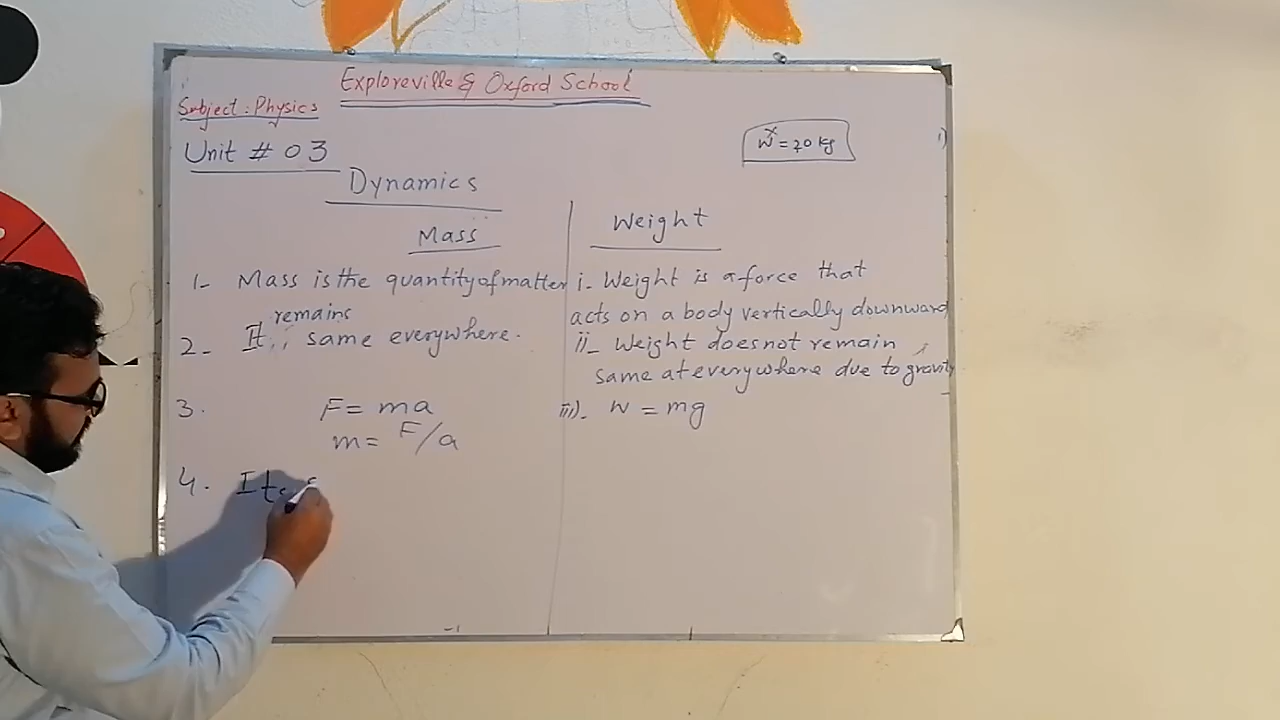 Exploreville & Oxford School
Subject: Physics
Unit # 03
W = 70 kg
i)
Dynamics
Mass
1- Mass is the quantity of matter
remains
2- It,, same everywhere.
3. F = ma
m = F/a
4. It
Weight
i- Weight is a force that
acts on a body vertically downward
ii- Weight does not remain
same at everywhere due to gravity
iii)- W = mg